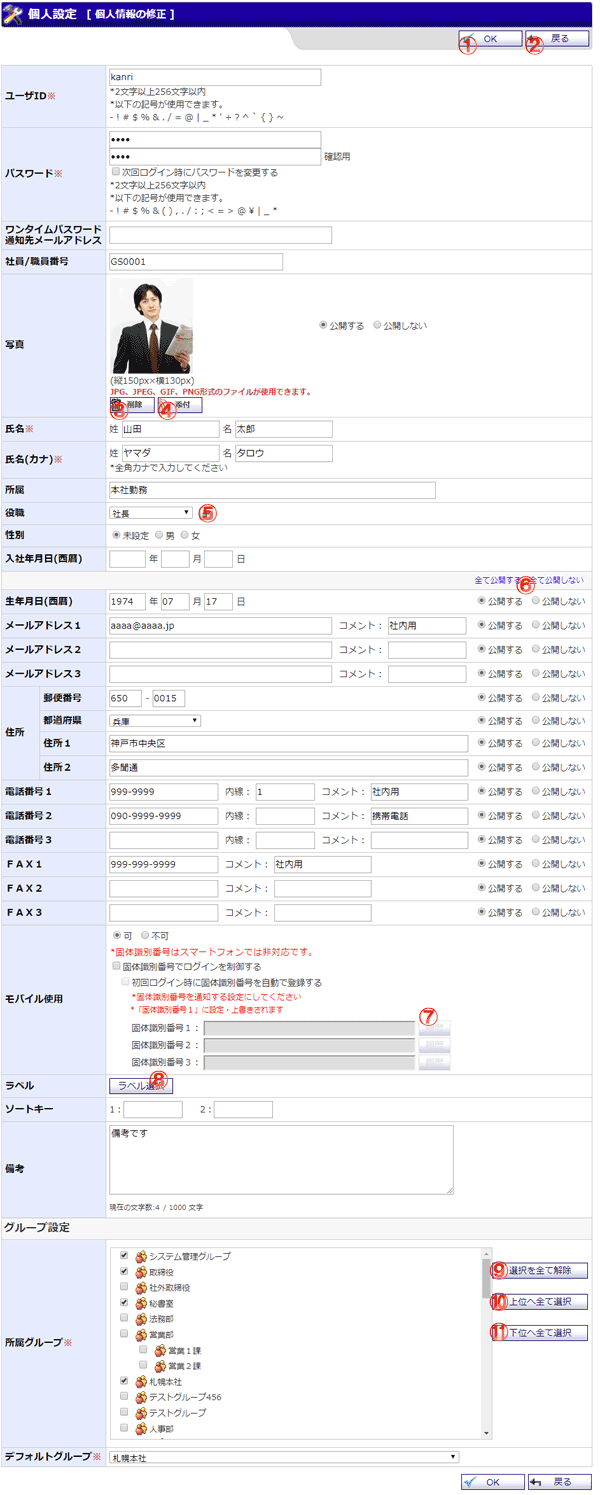 個人設定 [ 個人情報の修正 ]
① OK ② 戻る
ユーザID※ kanri
*2文字以上256文字以内
*以下の記号が使用できます。
- ! # $ % & . / = @ | _ * ' + ? ^ ` { } ~
パスワード※ ••••
•••• 確認用
次回ログイン時にパスワードを変更する
*2文字以上256文字以内
*以下の記号が使用できます。
- ! # $ % & ( ) , . / : ; < = > @ ¥ | _ *
ワンタイムパスワード
通知先メールアドレス
社員/職員番号 GS0001
写真 公開する 公開しない
(縦150px×横130px)
JPG、JPEG、GIF、PNG形式のファイルが使用できます。
③ 削除 ④ 添付
氏名※ 姓 山田 名 太郎
氏名(カナ)※ 姓 ヤマダ 名 タロウ
*全角カナで入力してください
所属 本社勤務
役職 社長 ⑤
性別 未設定 男 女
入社年月日(西暦) 年 月 日
全て公開する ⑥ 全て公開しない
生年月日(西暦) 1974 年 07 月 17 日 公開する 公開しない
メールアドレス1 aaaa@aaaa.jp コメント: 社内用 公開する 公開しない
メールアドレス2 コメント: 公開する 公開しない
メールアドレス3 コメント: 公開する 公開しない
住所
郵便番号 650 - 0015 公開する 公開しない
都道府県 兵庫 公開する 公開しない
住所1 神戸市中央区 公開する 公開しない
住所2 多聞通 公開する 公開しない
電話番号1 999-9999 内線: 1 コメント: 社内用 公開する 公開しない
電話番号2 090-9999-9999 内線: コメント: 携帯電話 公開する 公開しない
電話番号3 内線: コメント: 公開する 公開しない
FAX1 999-999-9999 コメント: 社内用 公開する 公開しない
FAX2 コメント: 公開する 公開しない
FAX3 コメント: 公開する 公開しない
モバイル使用 可 不可
*固体識別番号はスマートフォンでは非対応です。
固体識別番号でログインを制御する
初回ログイン時に固体識別番号を自動で登録する
*固体識別番号を通知する設定にしてください
*「固体識別番号1」に設定・上書きされます
固体識別番号1: ⑦
固体識別番号2:
固体識別番号3:
ラベル ラベル選択 ⑧
ソートキー 1: 2:
備考 備考です
現在の文字数:4 / 1000 文字
グループ設定
所属グループ※
システム管理グループ
取締役
社外取締役
秘書室
法務部
営業部
営業1課
営業2課
札幌本社
テストグループ456
テストグループ
人事部
⑨ 選択を全て解除
⑩ 上位へ全て選択
⑪ 下位へ全て選択
デフォルトグループ※ 札幌本社
OK 戻る